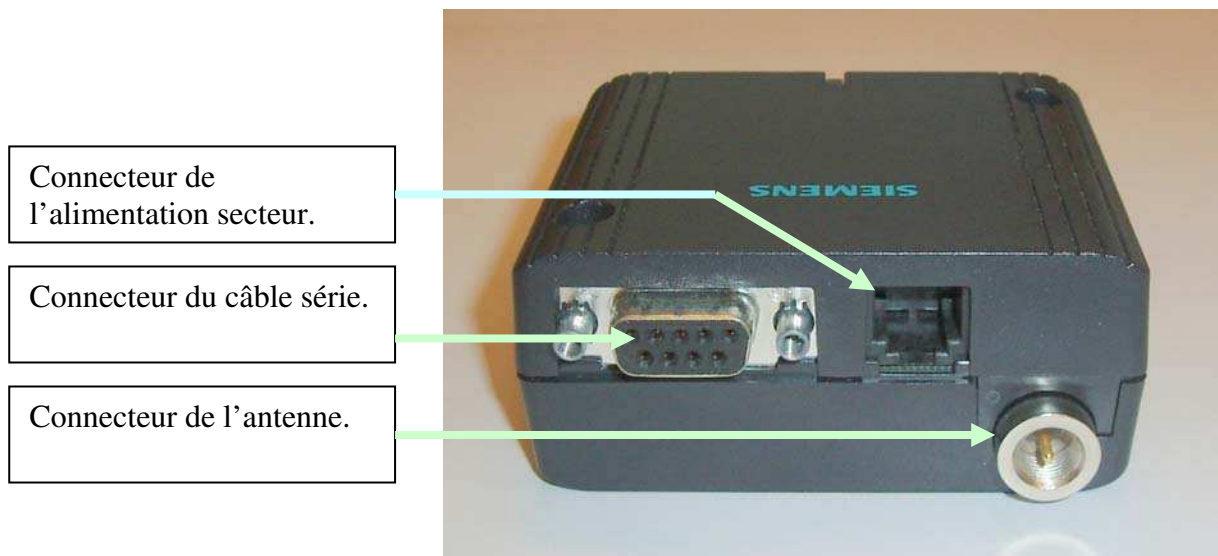 Connecteur de
l’alimentation secteur.
SIEMENS
Connecteur du câble série.
Connecteur de l’antenne.